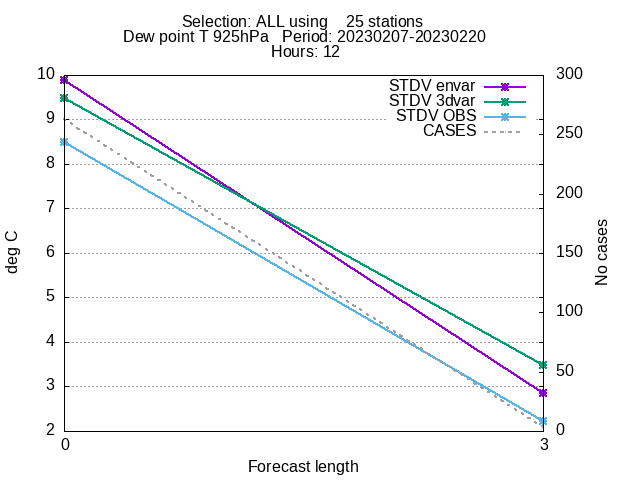 Selection: ALL using    25 stations
Dew point T 925hPa   Period: 20230207-20230220
Hours: 12
STDV envar
STDV 3dvar
STDV OBS
CASES
10
9
8
7
6
5
4
3
2
deg C
300
250
200
150
100
50
0
No cases
0
3
Forecast length